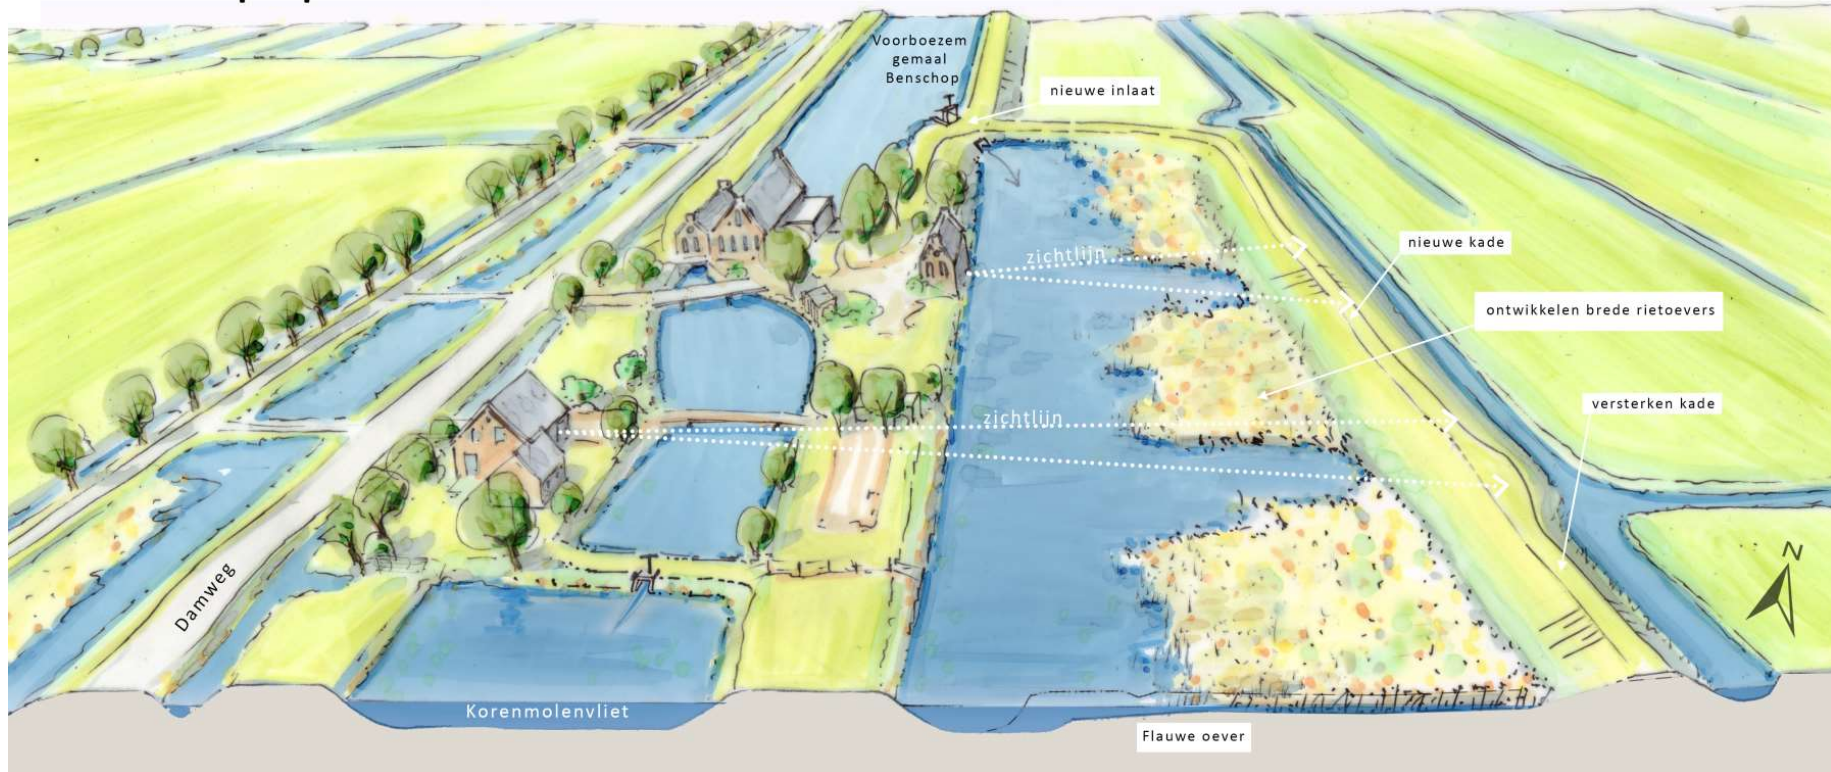 Voorboezem
gemaal
Benschop
nieuwe inlaat
zichtlijn
nieuwe kade
ontwikkelen brede rietoevers
versterken kade
zichtlijn
N
Damweg
Korenmolenvliet
Flauwe oever